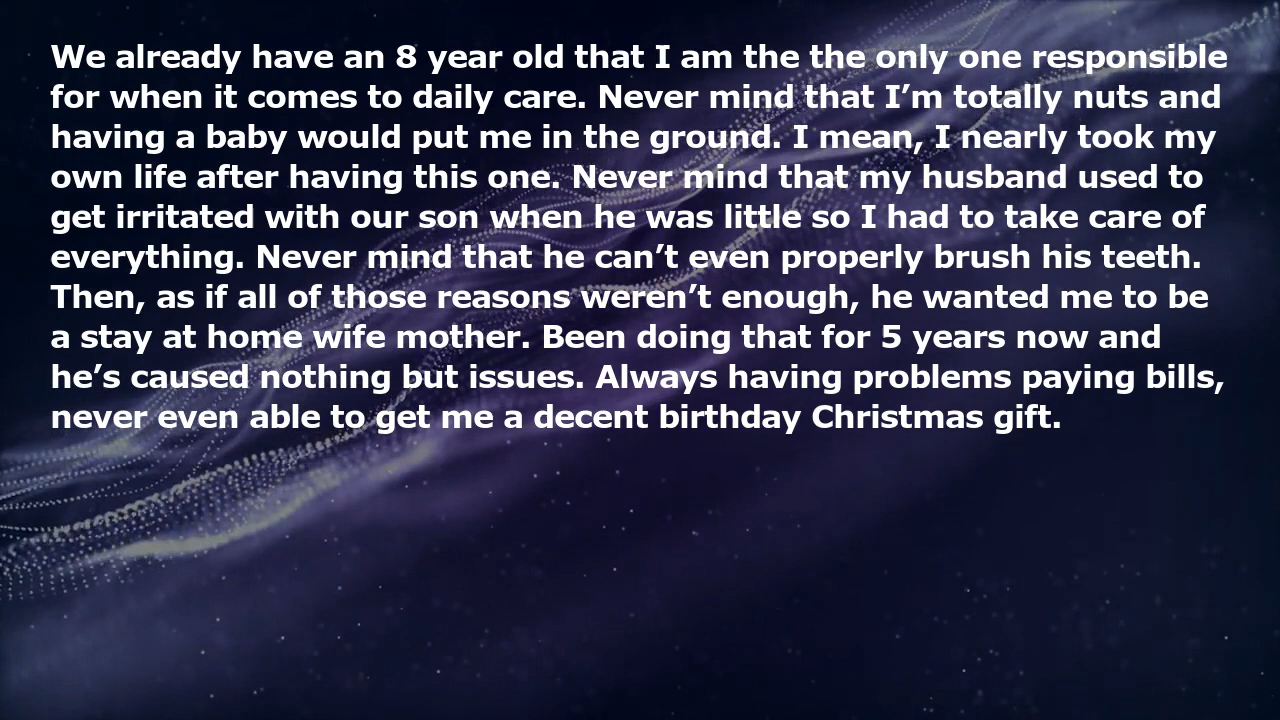 We already have an 8 year old that I am the the only one responsible
for when it comes to daily care. Never mind that I’m totally nuts and
having a baby would put me in the ground. I mean, I nearly took my
own life after having this one. Never mind that my husband used to
get irritated with our son when he was little so I had to take care of
everything. Never mind that he can’t even properly brush his teeth.
Then, as if all of those reasons weren’t enough, he wanted me to be
a stay at home wife mother. Been doing that for 5 years now and
he’s caused nothing but issues. Always having problems paying bills,
never even able to get me a decent birthday Christmas gift.